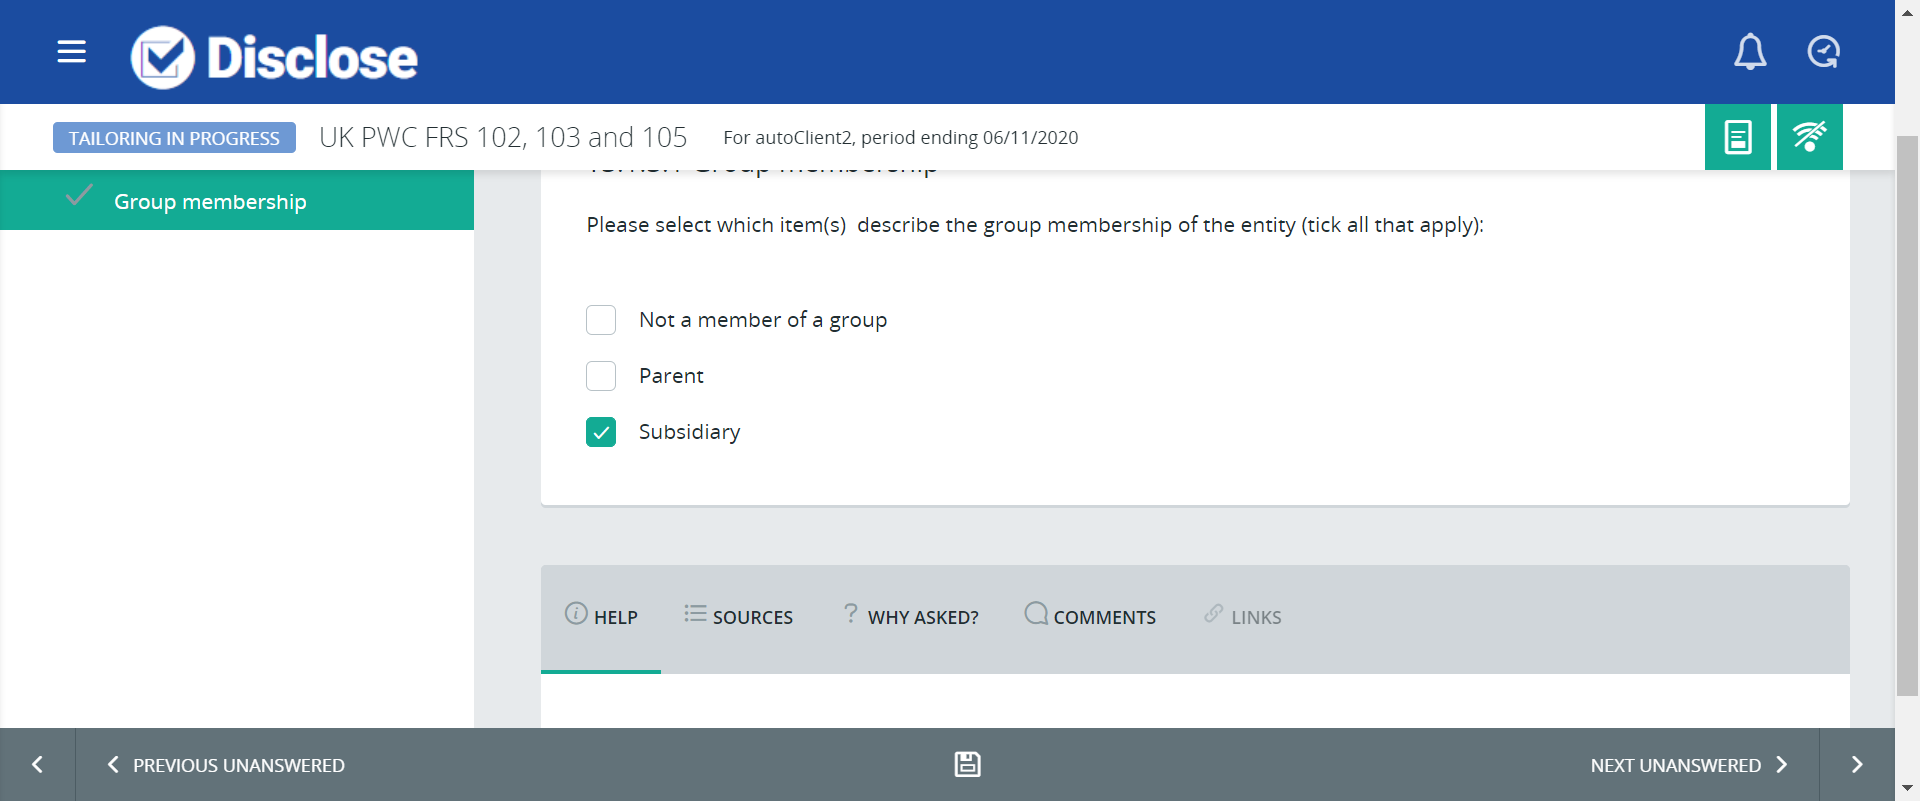 Disclose
TAILORING IN PROGRESS UK PWC FRS 102, 103 and 105 For autoClient2, period ending 06/11/2020
Group membership
Group membership
Please select which item(s) describe the group membership of the entity (tick all that apply):
Not a member of a group
Parent
Subsidiary
HELP SOURCES ? WHY ASKED? COMMENTS LINKS
PREVIOUS UNANSWERED NEXT UNANSWERED